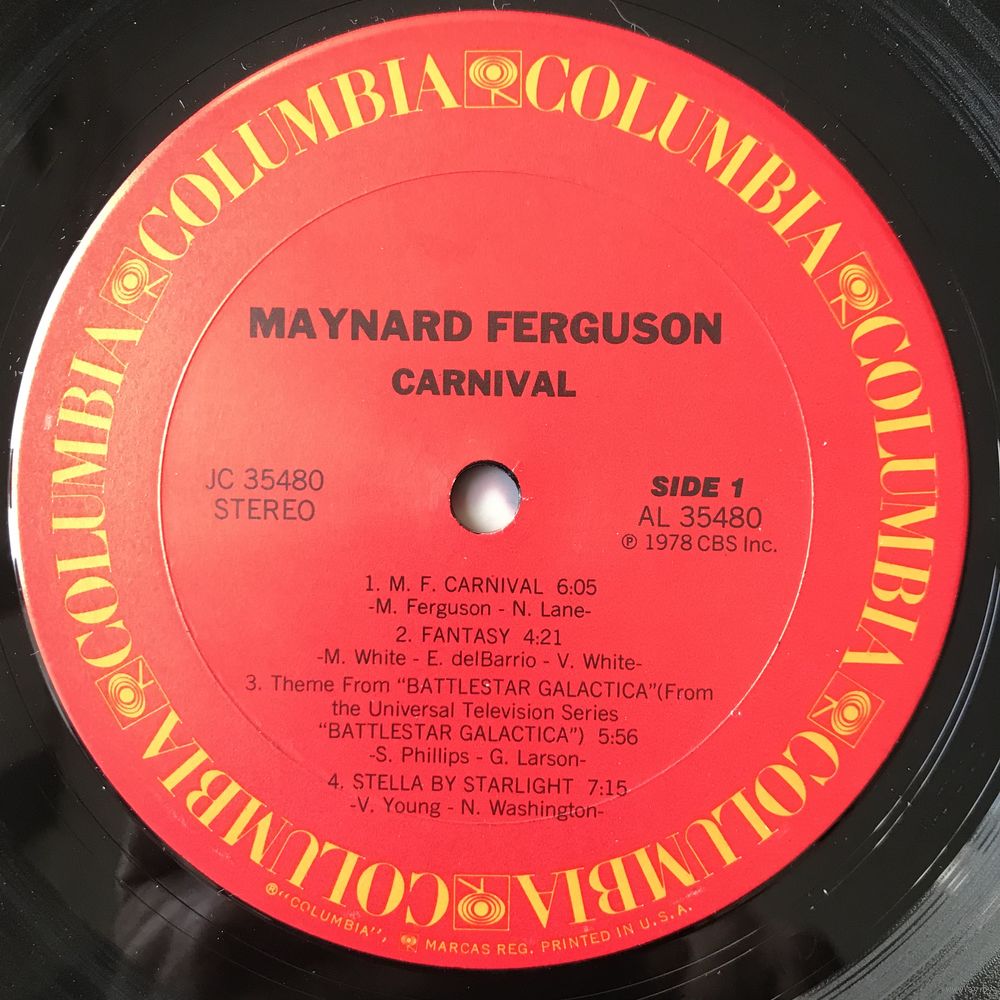 COLUMBIA COLUMBIA COLUMBIA COLUMBIA COLUMBIA COLUMBIA
MAYNARD FERGUSON
CARNIVAL
JC 35480
STEREO
SIDE 1
AL 35480
℗ 1978 CBS Inc.
1. M. F. CARNIVAL 6:05
-M. Ferguson - N. Lane-
2. FANTASY 4:21
-M. White - E. delBarrio - V. White-
3. Theme From “BATTLESTAR GALACTICA”(From
the Universal Television Series
“BATTLESTAR GALACTICA”) 5:56
-S. Phillips - G. Larson-
4. STELLA BY STARLIGHT 7:15
-V. Young - N. Washington-
®“COLUMBIA”, MARCAS REG. PRINTED IN U.S.A.